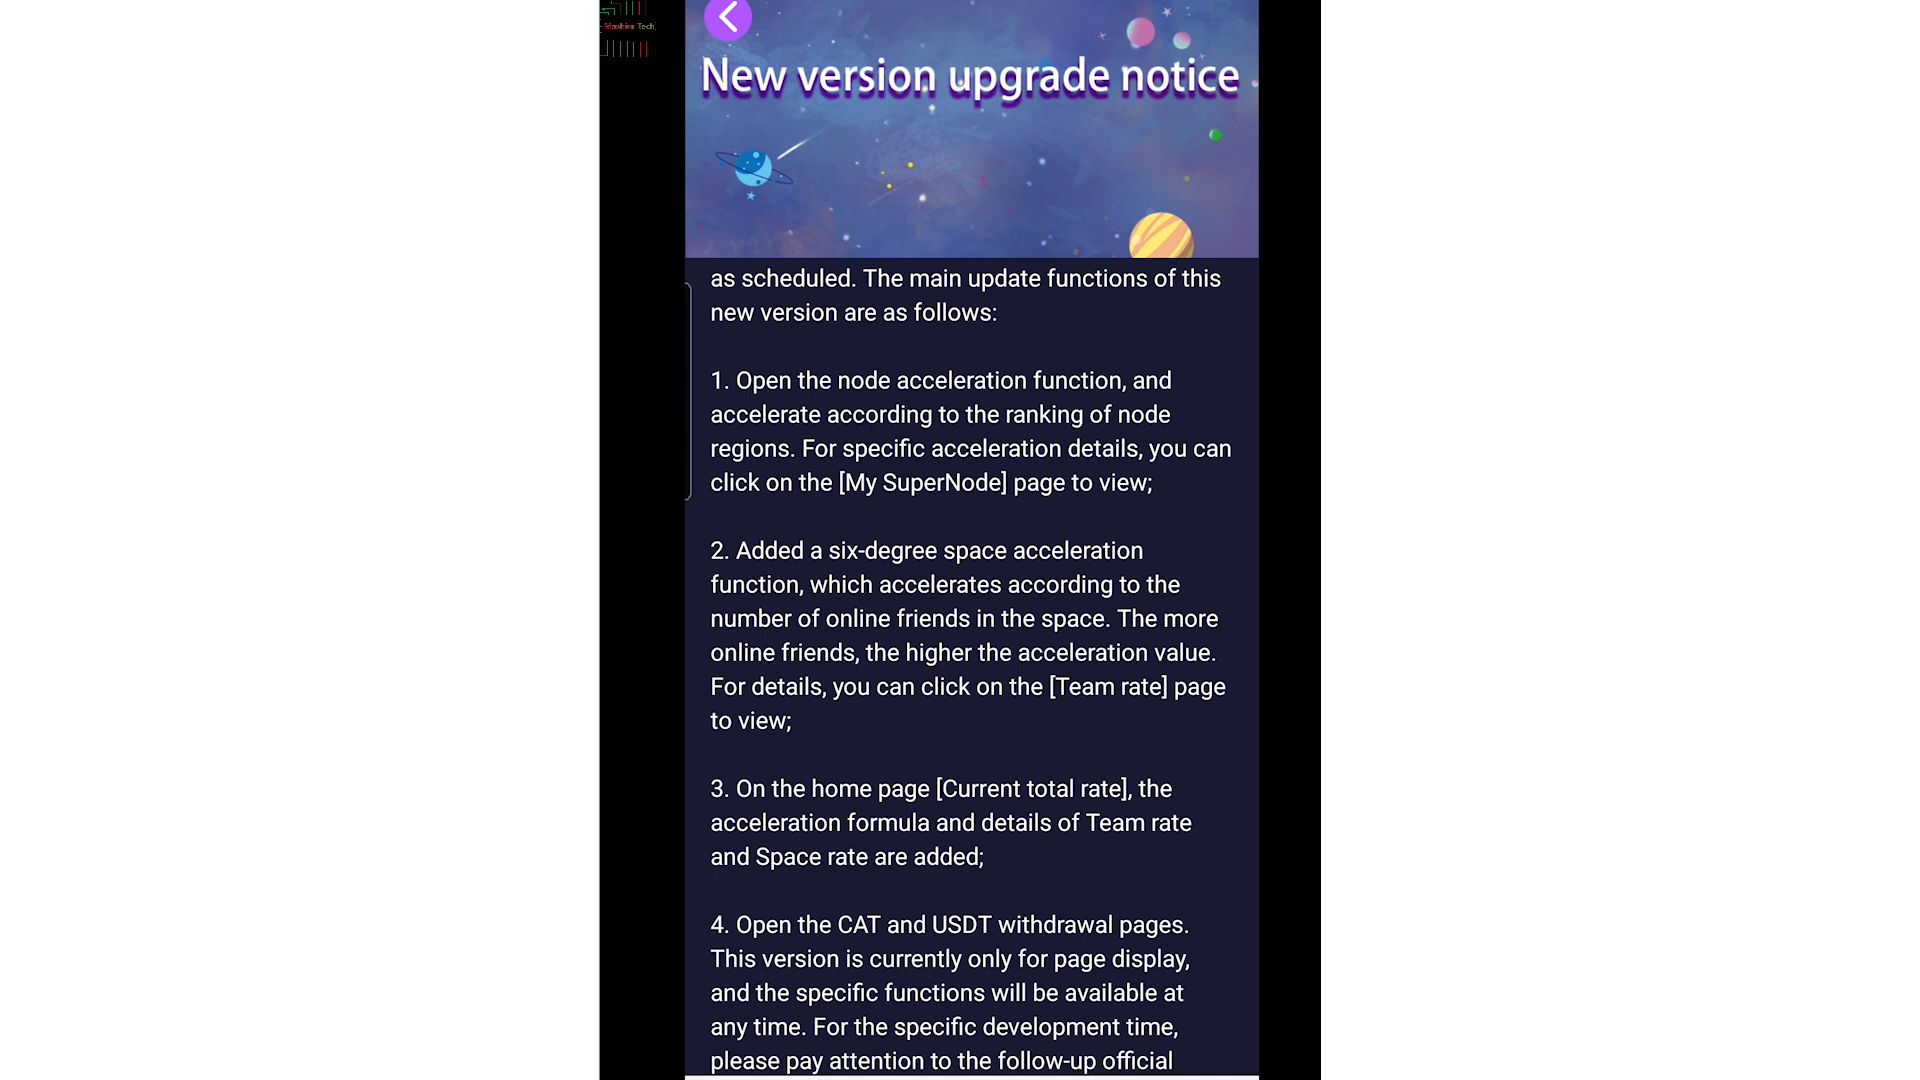 New version upgrade notice
as scheduled. The main update functions of this
new version are as follows:
1. Open the node acceleration function, and
accelerate according to the ranking of node
regions. For specific acceleration details, you can
click on the [My SuperNode] page to view;
2. Added a six-degree space acceleration
function, which accelerates according to the
number of online friends in the space. The more
online friends, the higher the acceleration value.
For details, you can click on the [Team rate] page
to view;
3. On the home page [Current total rate], the
acceleration formula and details of Team rate
and Space rate are added;
4. Open the CAT and USDT withdrawal pages.
This version is currently only for page display,
and the specific functions will be available at
any time. For the specific development time,
please pay attention to the follow-up official